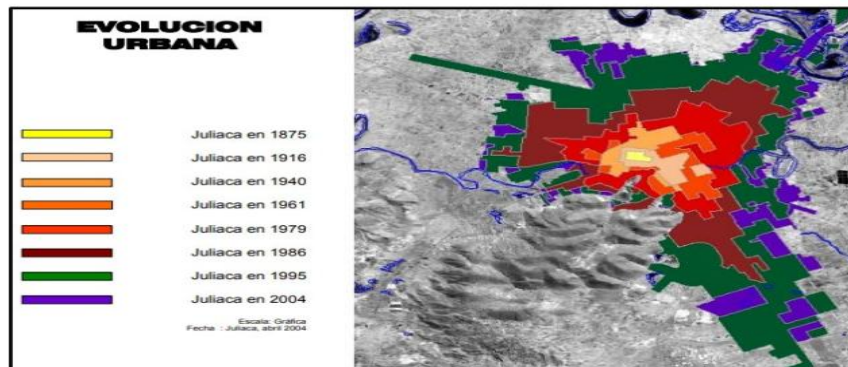 EVOLUCION
URBANA
Juliaca en 1875
Juliaca en 1916
Juliaca en 1940
Juliaca en 1961
Juliaca en 1979
Juliaca en 1986
Juliaca en 1995
Juliaca en 2004
Escala: Gráfica
Fecha : Juliaca, abril 2004